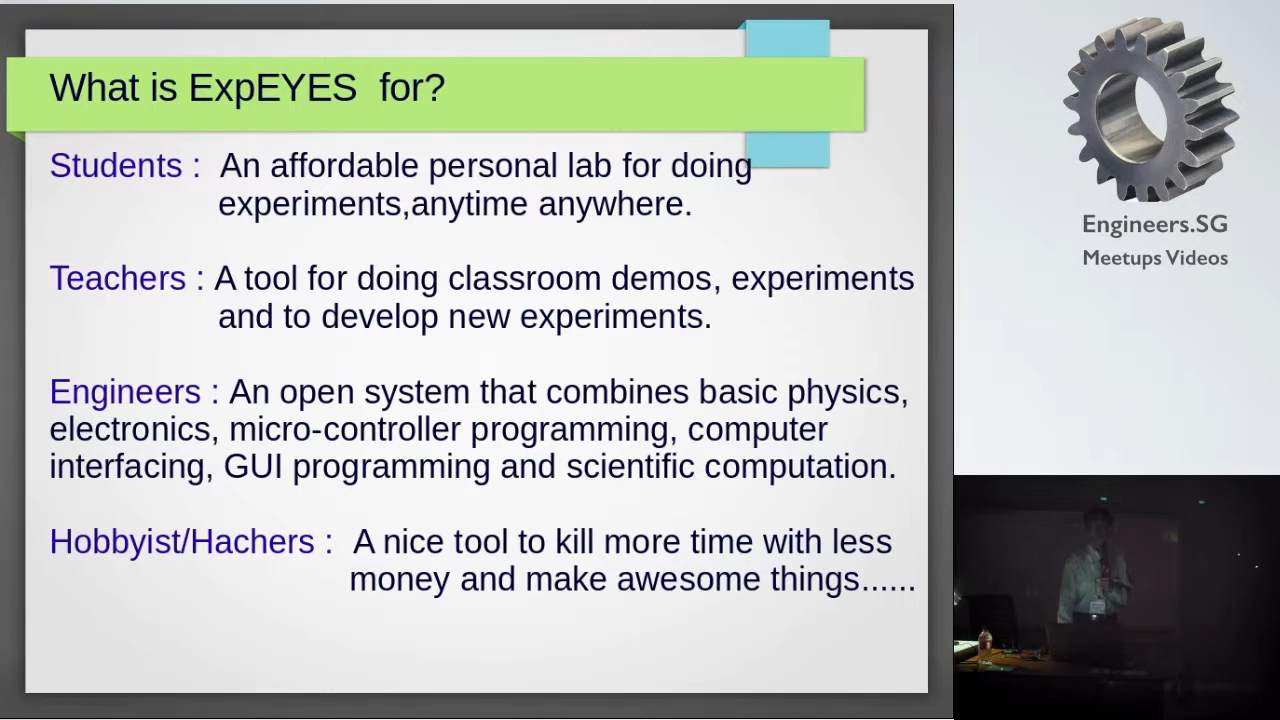 What is ExpEYES for?
Students : An affordable personal lab for doing
experiments,anytime anywhere.
Teachers : A tool for doing classroom demos, experiments
and to develop new experiments.
Engineers : An open system that combines basic physics,
electronics, micro-controller programming, computer
interfacing, GUI programming and scientific computation.
Hobbyist/Hachers : A nice tool to kill more time with less
money and make awesome things......
Engineers.SG
Meetups Videos